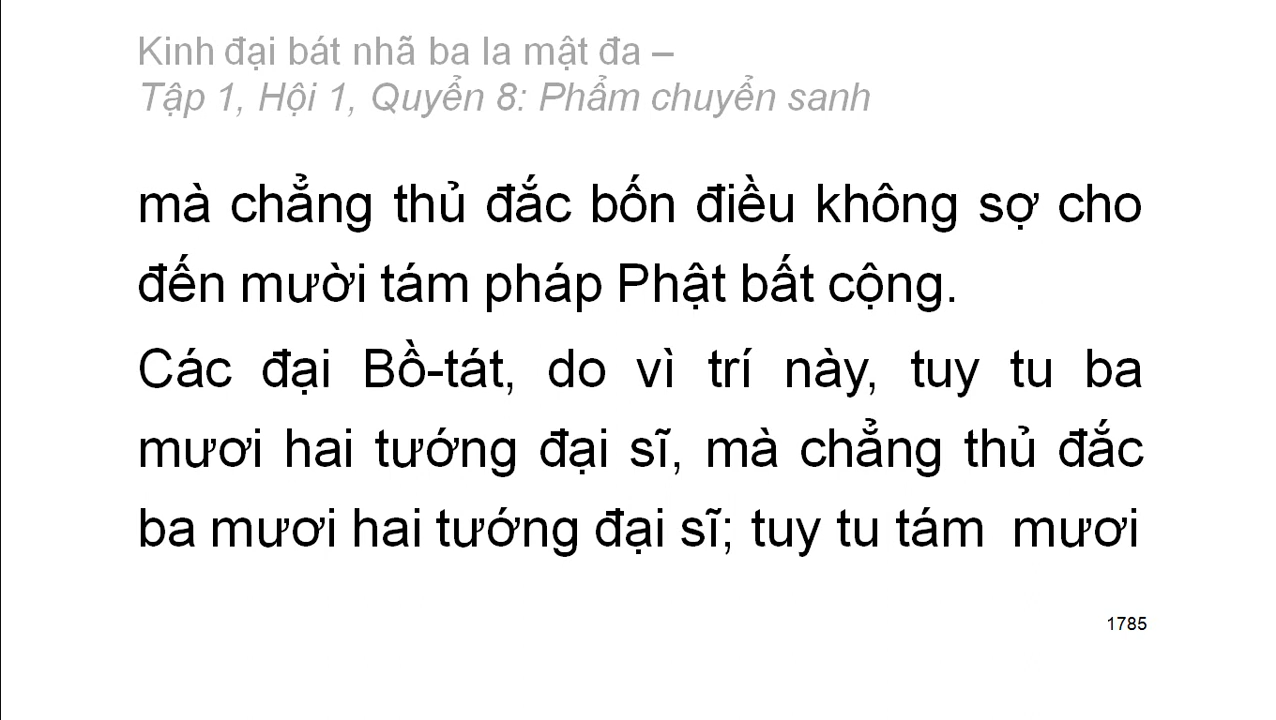 Kinh đại bát nhã ba la mật đa –
Tập 1, Hội 1, Quyển 8: Phẩm chuyển sanh
mà chẳng thủ đắc bốn điều không sợ cho
đến mười tám pháp Phật bất cộng.
Các đại Bồ-tát, do vì trí này, tuy tu ba
mươi hai tướng đại sĩ, mà chẳng thủ đắc
ba mươi hai tướng đại sĩ; tuy tu tám mươi
1785